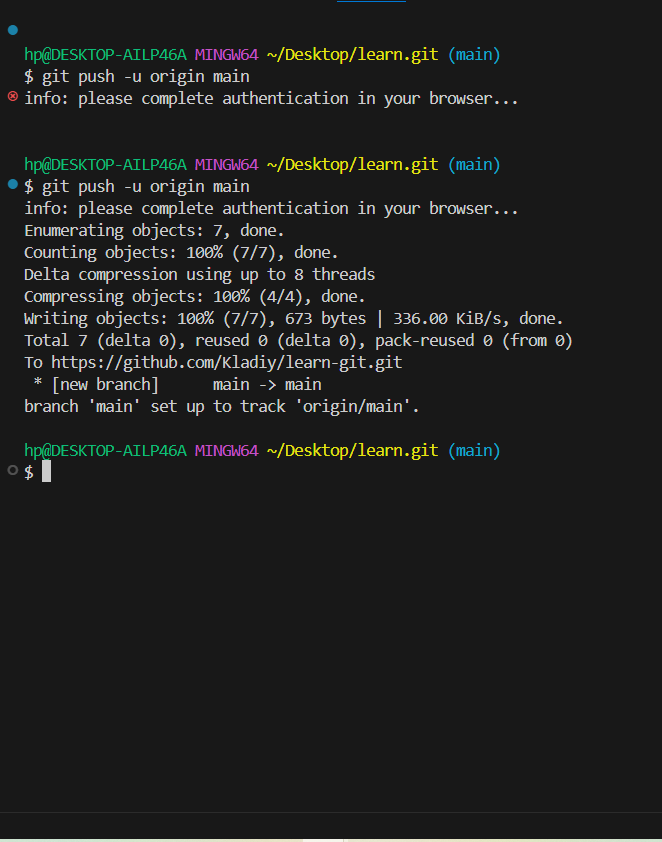 hp@DESKTOP-AILP46A MINGW64 ~/Desktop/learn.git (main)
$ git push -u origin main
info: please complete authentication in your browser...
hp@DESKTOP-AILP46A MINGW64 ~/Desktop/learn.git (main)
$ git push -u origin main
info: please complete authentication in your browser...
Enumerating objects: 7, done.
Counting objects: 100% (7/7), done.
Delta compression using up to 8 threads
Compressing objects: 100% (4/4), done.
Writing objects: 100% (7/7), 673 bytes | 336.00 KiB/s, done.
Total 7 (delta 0), reused 0 (delta 0), pack-reused 0 (from 0)
To https://github.com/Kladiy/learn-git.git
 * [new branch]      main -> main
branch 'main' set up to track 'origin/main'.
hp@DESKTOP-AILP46A MINGW64 ~/Desktop/learn.git (main)
$